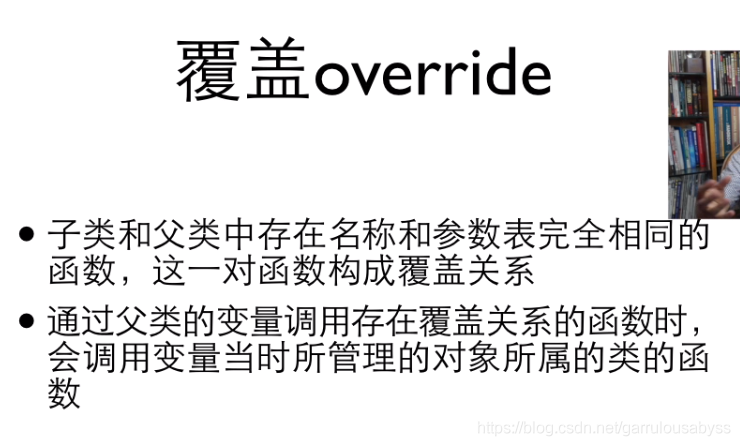 覆盖override
子类和父类中存在名称和参数表完全相同的
函数，这一对函数构成覆盖关系
通过父类的变量调用存在覆盖关系的函数时，
会调用变量当时所管理的对象所属的类的函
数
https://blog.csdn.net/garrulousabyss